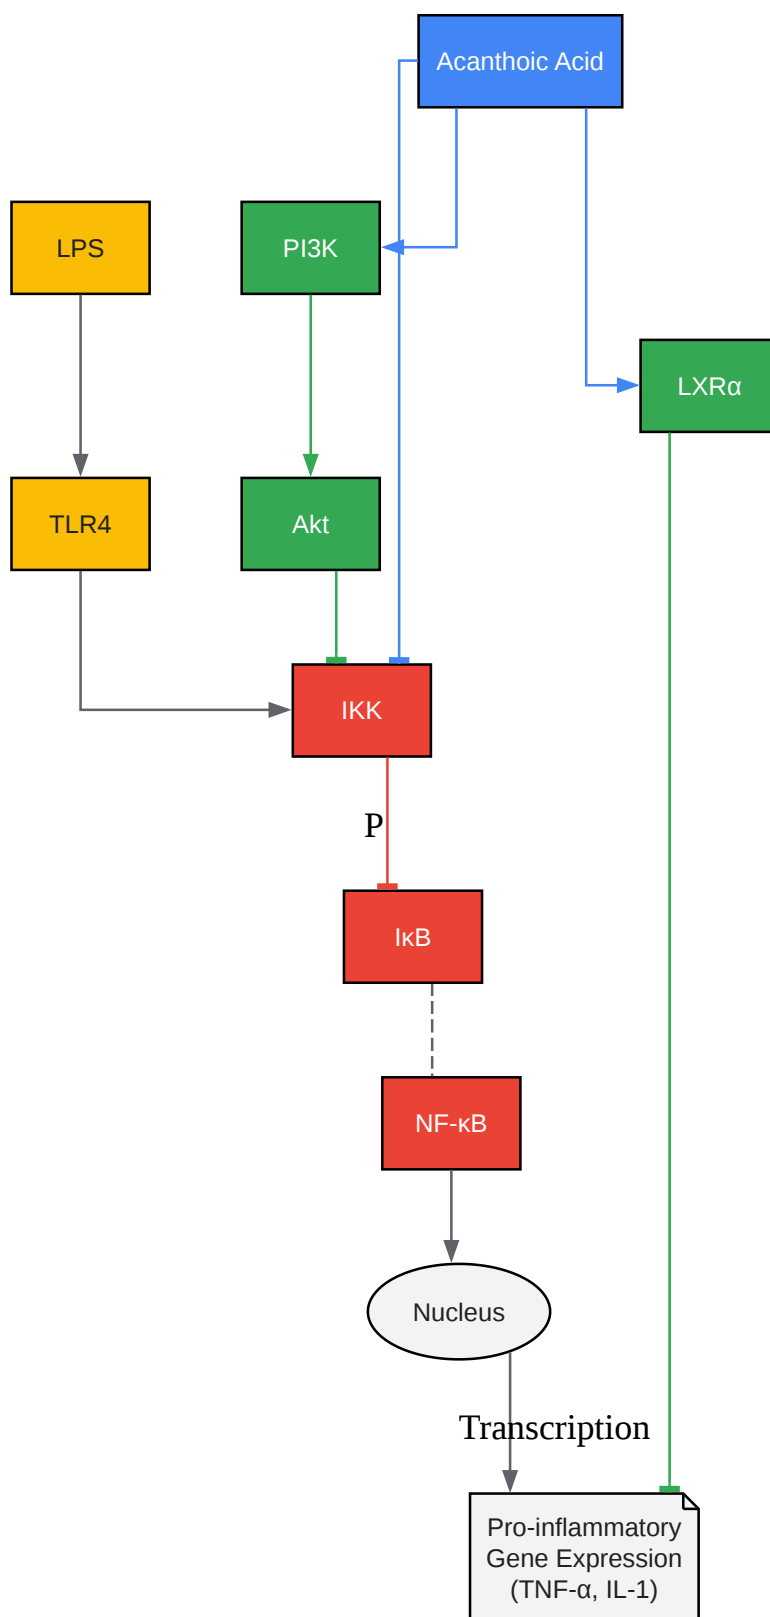 Acanthoic Acid
LPS
PI3K
LXRα
TLR4
Akt
IKK
P
IκB
NF-κB
Nucleus
Transcription
Pro-inflammatory
Gene Expression
(TNF-α, IL-1)